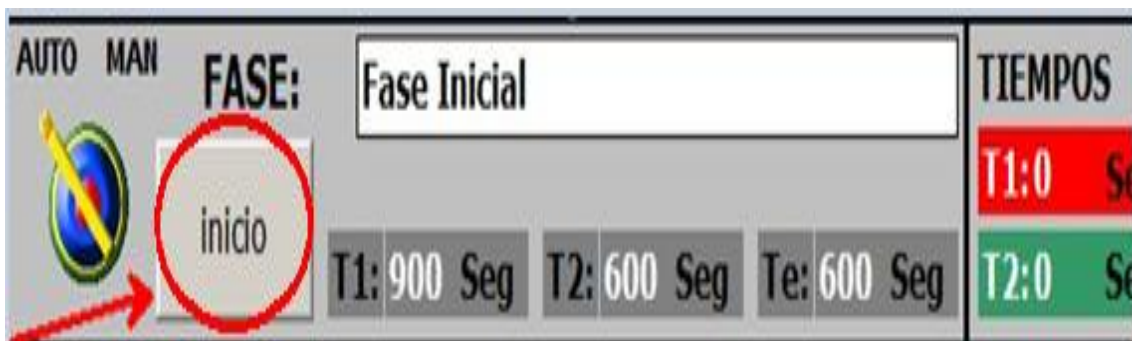 AUTO MAN
FASE:
Fase Inicial
inicio
T1: 900 Seg
T2: 600 Seg
Te: 600 Seg
TIEMPOS
T1:0
T2:0